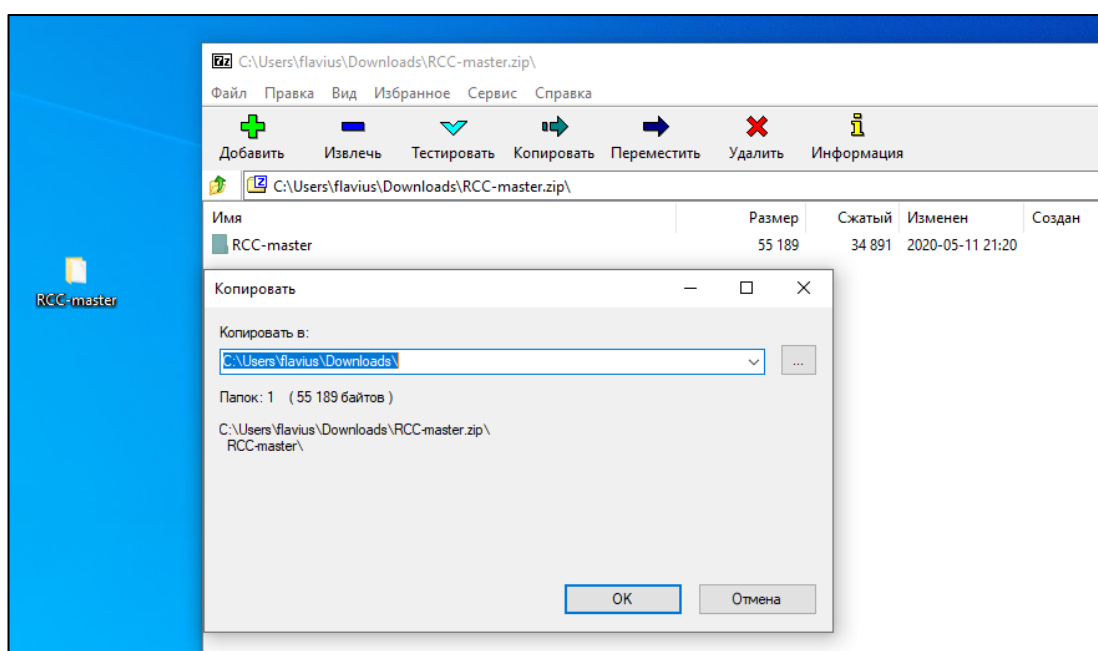 C:\Users\flavius\Downloads\RCC-master.zip\
Файл Правка Вид Избранное Сервис Справка
Добавить Извлечь Тестировать Копировать Переместить Удалить Информация
C:\Users\flavius\Downloads\RCC-master.zip\
Имя Размер Сжатый Изменен Создан
RCC-master 55 189 34 891 2020-05-11 21:20
RCC-master
Копировать
Копировать в:
C:\Users\flavius\Downloads\
...
Папок: 1 ( 55 189 байтов )
C:\Users\flavius\Downloads\RCC-master.zip\
RCC-master\
OK Отмена